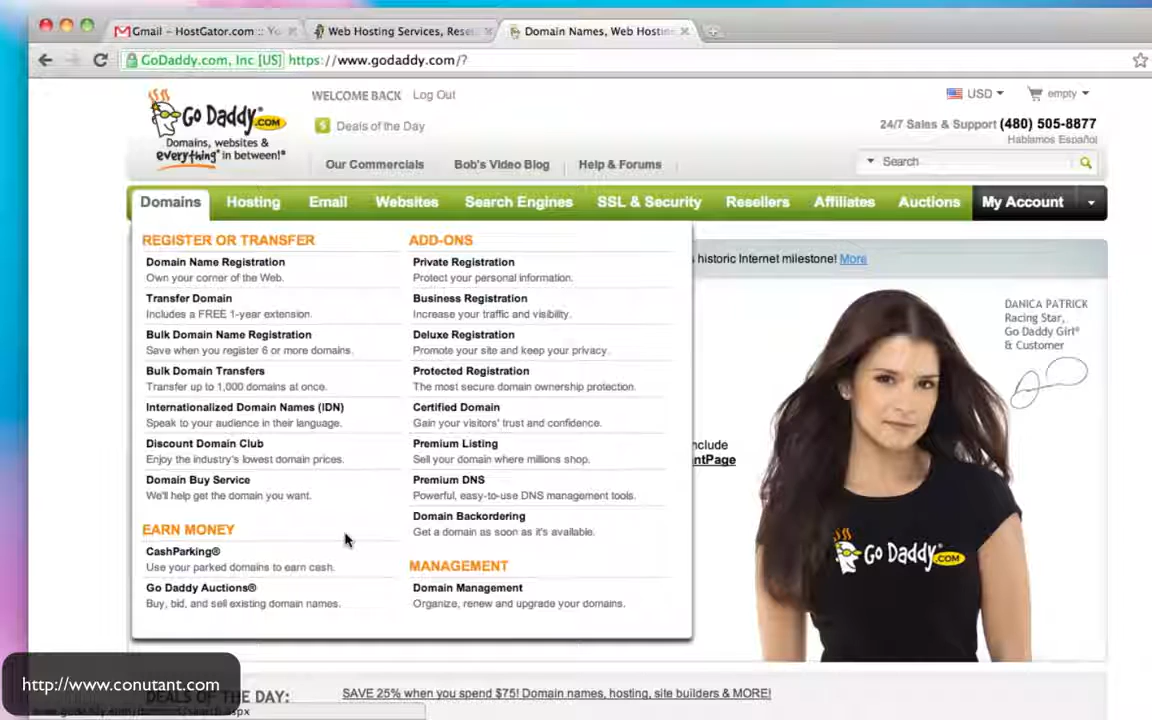 Gmail – HostGator.com :: Yo
Web Hosting Services, Rese
Domain Names, Web Hostin
GoDaddy.com, Inc [US]
https://www.godaddy.com/?
Go Daddy.COM
Domains, websites &
everything* in between!®
WELCOME BACK Log Out
Deals of the Day
USD
empty
24/7 Sales & Support (480) 505-8877
Hablamos Español
Our Commercials
Bob's Video Blog
Help & Forums
Search
Domains
Hosting
Email
Websites
Search Engines
SSL & Security
Resellers
Affiliates
Auctions
My Account
REGISTER OR TRANSFER
Domain Name Registration
Own your corner of the Web.
Transfer Domain
Includes a FREE 1-year extension.
Bulk Domain Name Registration
Save when you register 6 or more domains.
Bulk Domain Transfers
Transfer up to 1,000 domains at once.
Internationalized Domain Names (IDN)
Speak to your audience in their language.
Discount Domain Club
Enjoy the industry's lowest domain prices.
Domain Buy Service
We'll help get the domain you want.
EARN MONEY
CashParking®
Use your parked domains to earn cash.
Go Daddy Auctions®
Buy, bid, and sell existing domain names.
ADD-ONS
Private Registration
Protect your personal information.
Business Registration
Increase your traffic and visibility.
Deluxe Registration
Promote your site and keep your privacy.
Protected Registration
The most secure domain ownership protection.
Certified Domain
Gain your visitors' trust and confidence.
Premium Listing
Sell your domain where millions shop.
Premium DNS
Powerful, easy-to-use DNS management tools.
Domain Backordering
Get a domain as soon as it's available.
MANAGEMENT
Domain Management
Organize, renew and upgrade your domains.
historic Internet milestone! More
DANICA PATRICK
Racing Star,
Go Daddy Girl®
& Customer
nclude
ntPage
Go Daddy.COM
http://www.conutant.com
DEALS OF THE DAY:
SAVE 25% when you spend $75! Domain names, hosting, site builders & MORE!